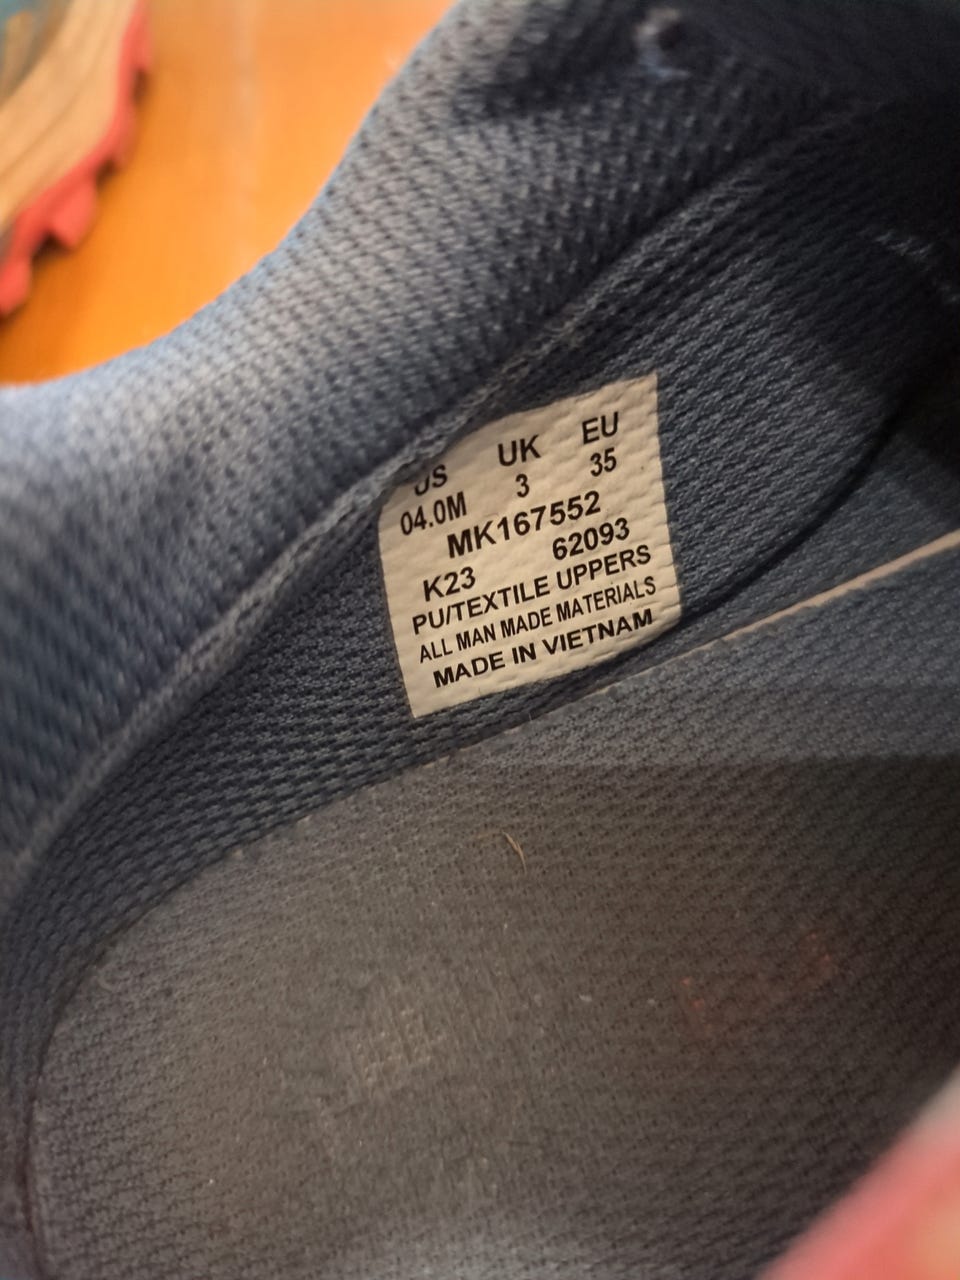 US UK EU
04.0M 3 35
MK167552
K23 62093
PU/TEXTILE UPPERS
ALL MAN MADE MATERIALS
MADE IN VIETNAM